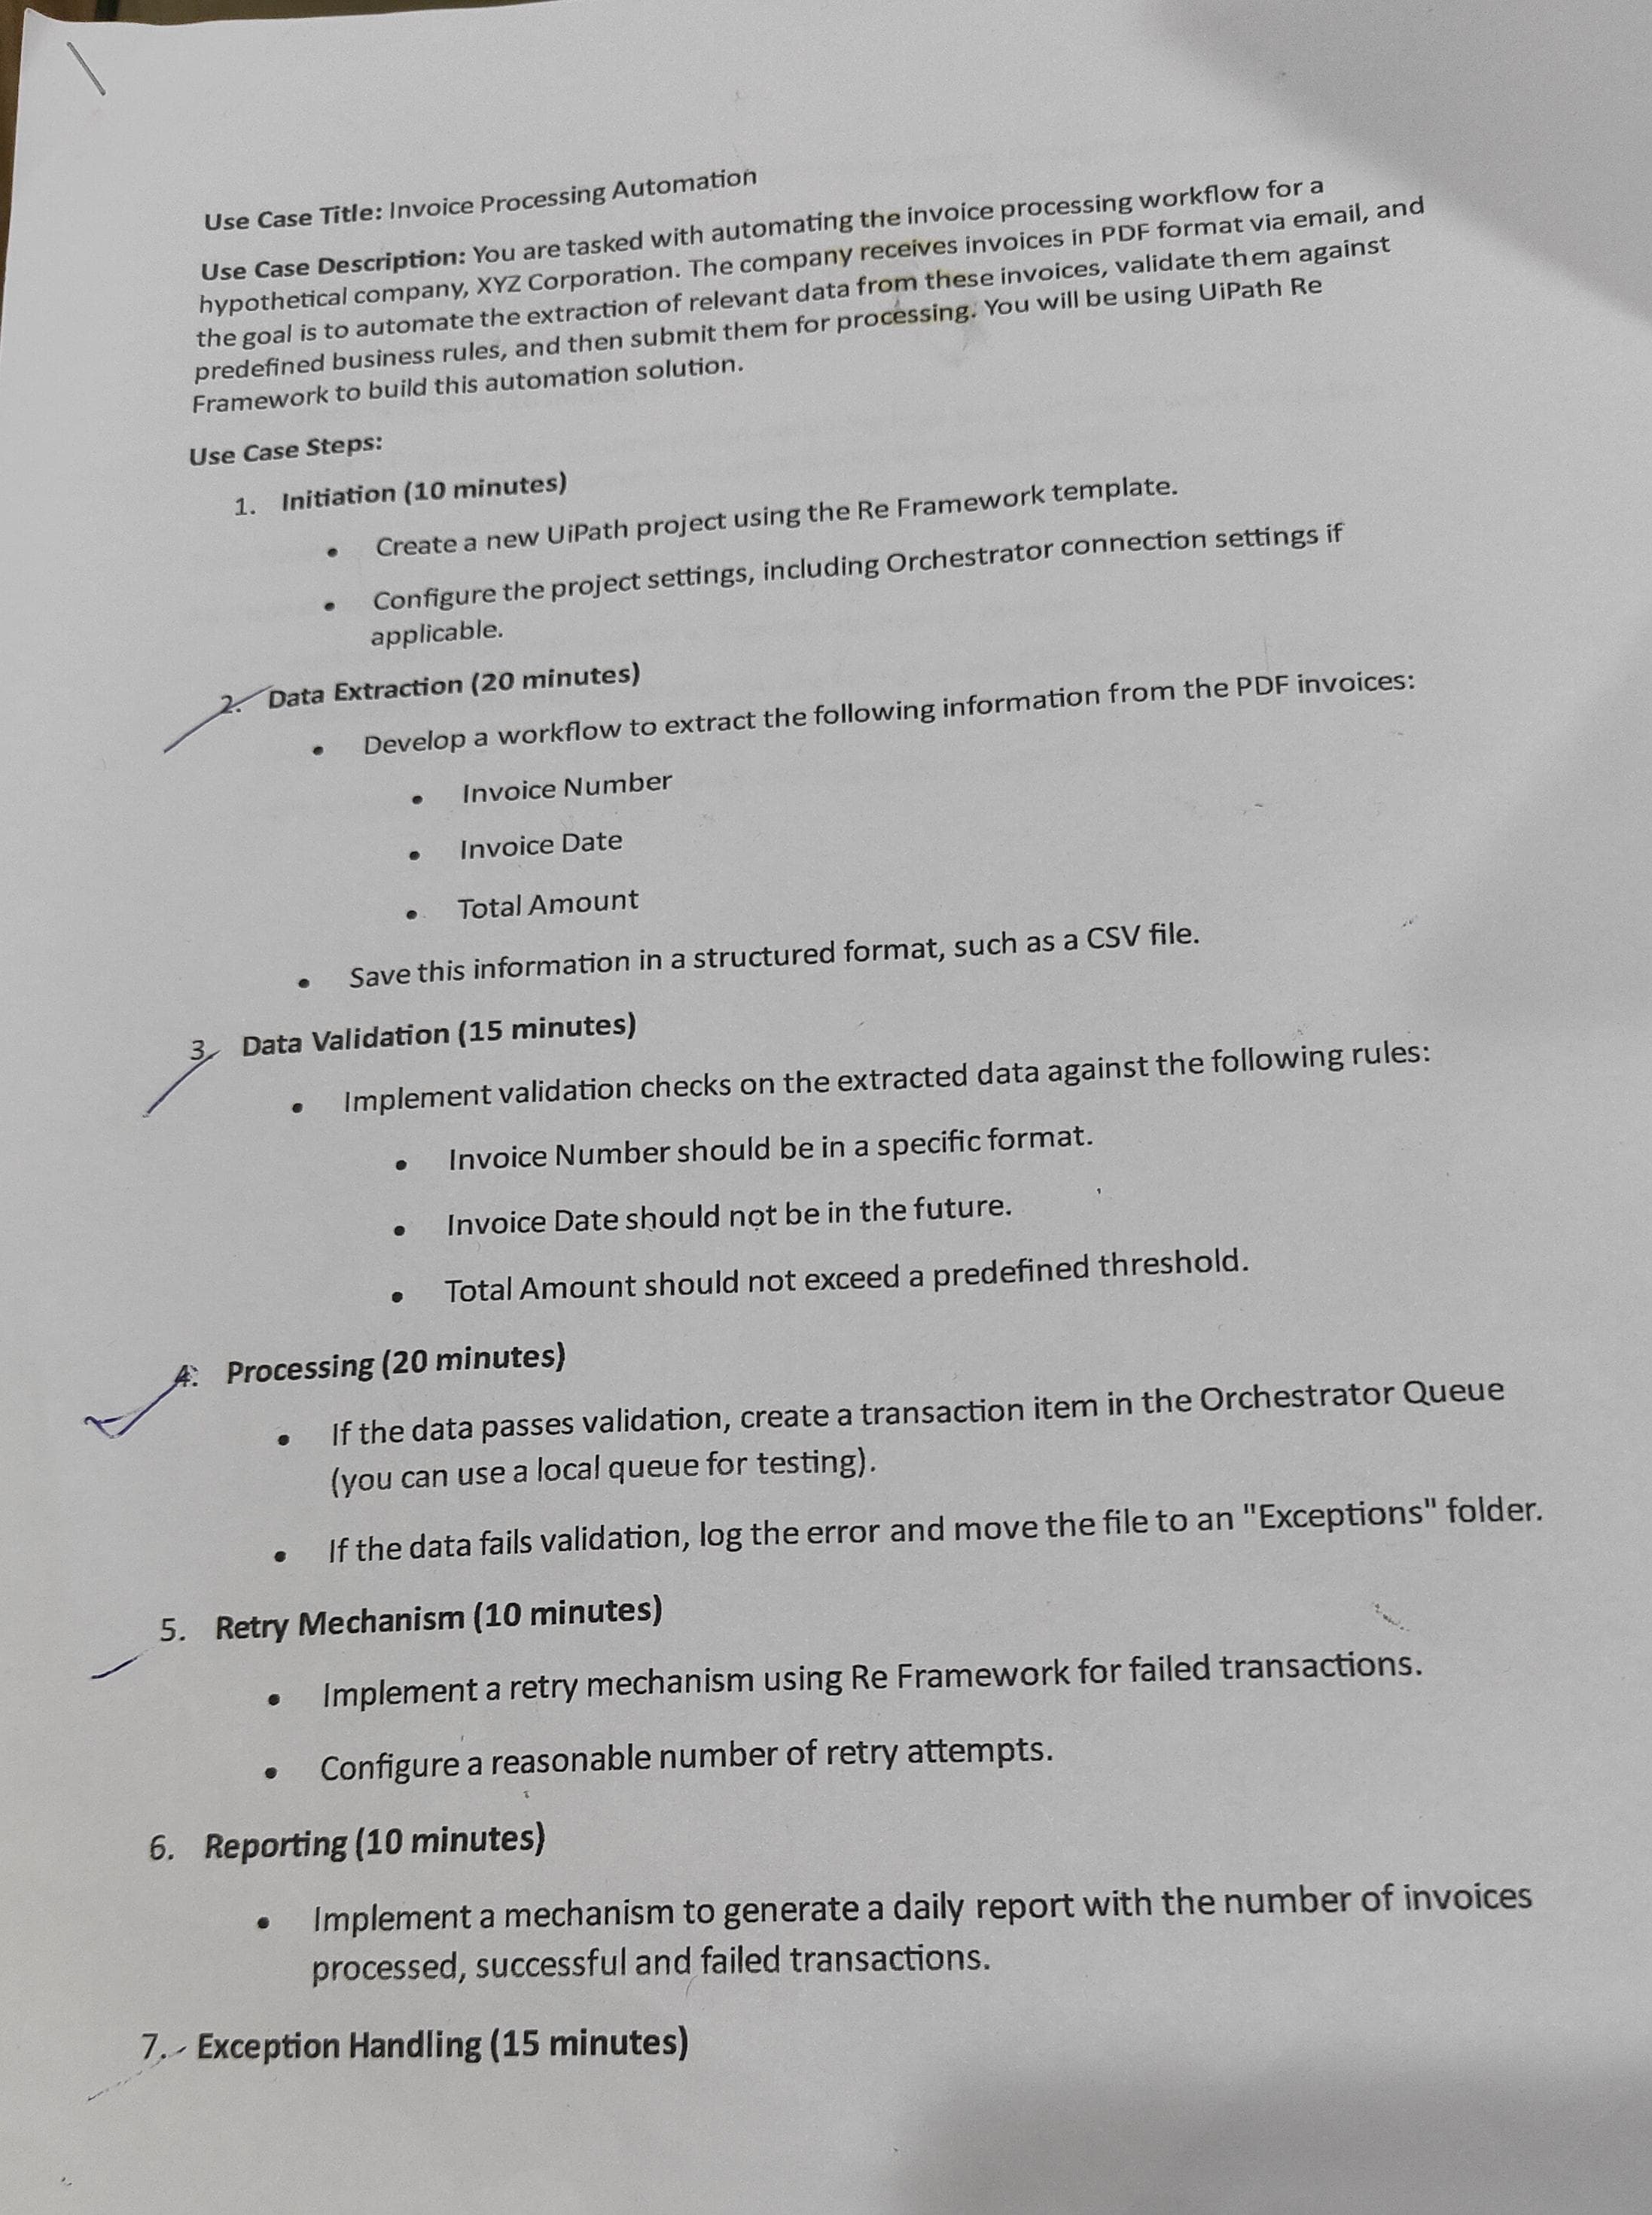 Use Case Title: Invoice Processing Automation
Use Case Description: You are tasked with automating the invoice processing workflow for a
hypothetical company, XYZ Corporation. The company receives invoices in PDF format via email, and
the goal is to automate the extraction of relevant data from these invoices, validate them against
predefined business rules, and then submit them for processing. You will be using UiPath Re
Framework to build this automation solution.
Use Case Steps:
1. Initiation (10 minutes)
• Create a new UiPath project using the Re Framework template.
• Configure the project settings, including Orchestrator connection settings if
applicable.
2. Data Extraction (20 minutes)
• Develop a workflow to extract the following information from the PDF invoices:
• Invoice Number
• Invoice Date
• Total Amount
• Save this information in a structured format, such as a CSV file.
3. Data Validation (15 minutes)
• Implement validation checks on the extracted data against the following rules:
• Invoice Number should be in a specific format.
• Invoice Date should not be in the future.
• Total Amount should not exceed a predefined threshold.
4. Processing (20 minutes)
• If the data passes validation, create a transaction item in the Orchestrator Queue
(you can use a local queue for testing).
• If the data fails validation, log the error and move the file to an "Exceptions" folder.
5. Retry Mechanism (10 minutes)
• Implement a retry mechanism using Re Framework for failed transactions.
• Configure a reasonable number of retry attempts.
6. Reporting (10 minutes)
• Implement a mechanism to generate a daily report with the number of invoices
processed, successful and failed transactions.
7. Exception Handling (15 minutes)